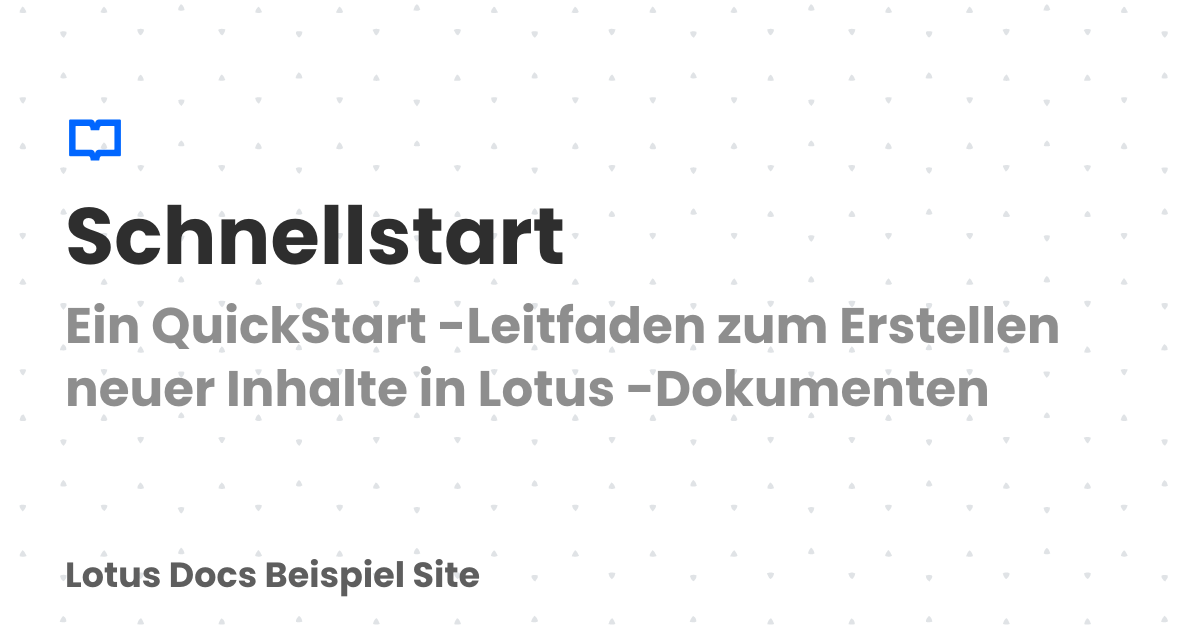 Schnellstart
Ein QuickStart -Leitfaden zum Erstellen
neuer Inhalte in Lotus -Dokumenten
Lotus Docs Beispiel Site